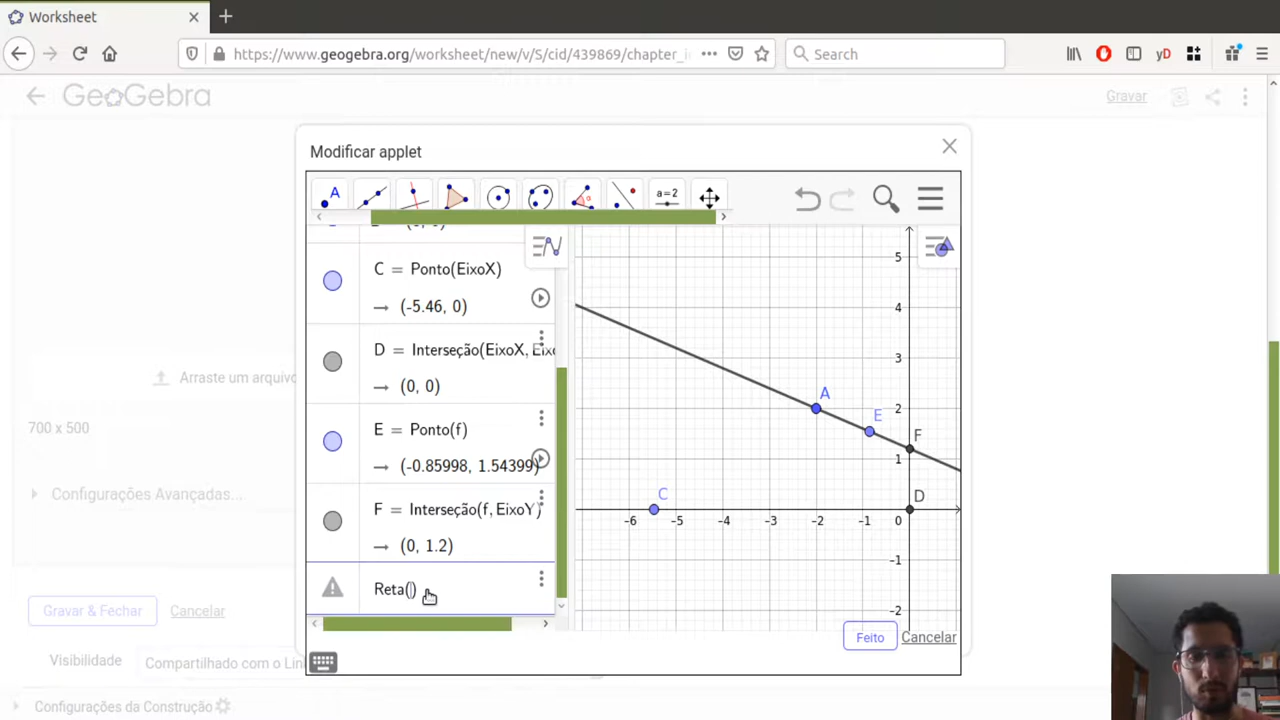 Worksheet
https://www.geogebra.org/worksheet/new/v/S/cid/439869/chapter_i
Search
GeoGebra
Gravar
Modificar applet
A
a=2
C = Ponto(EixoX)
→ (-5.46, 0)
D = Interseção(EixoX, Eixo
→ (0, 0)
E = Ponto(f)
→ (-0.85998, 1.54399)
F = Interseção(f, EixoY)
→ (0, 1.2)
Reta()
5
4
3
2
1
-1
-2
-6 -5 -4 -3 -2 -1 0
A
E
F
C
D
Arraste um arquivo
700 x 500
Configurações Avançadas...
Gravar & Fechar
Cancelar
Feito
Cancelar
Visibilidade
Compartilhado com o Lin
Configurações da Construção
yD